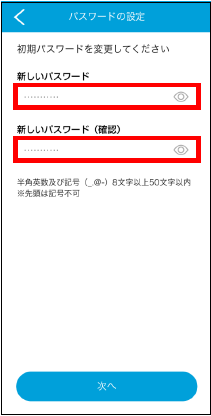 パスワードの設定
初期パスワードを変更してください
新しいパスワード
...........
新しいパスワード（確認）
...........
半角英数及び記号（_@-）8文字以上50文字以内
※先頭は記号不可
次へ